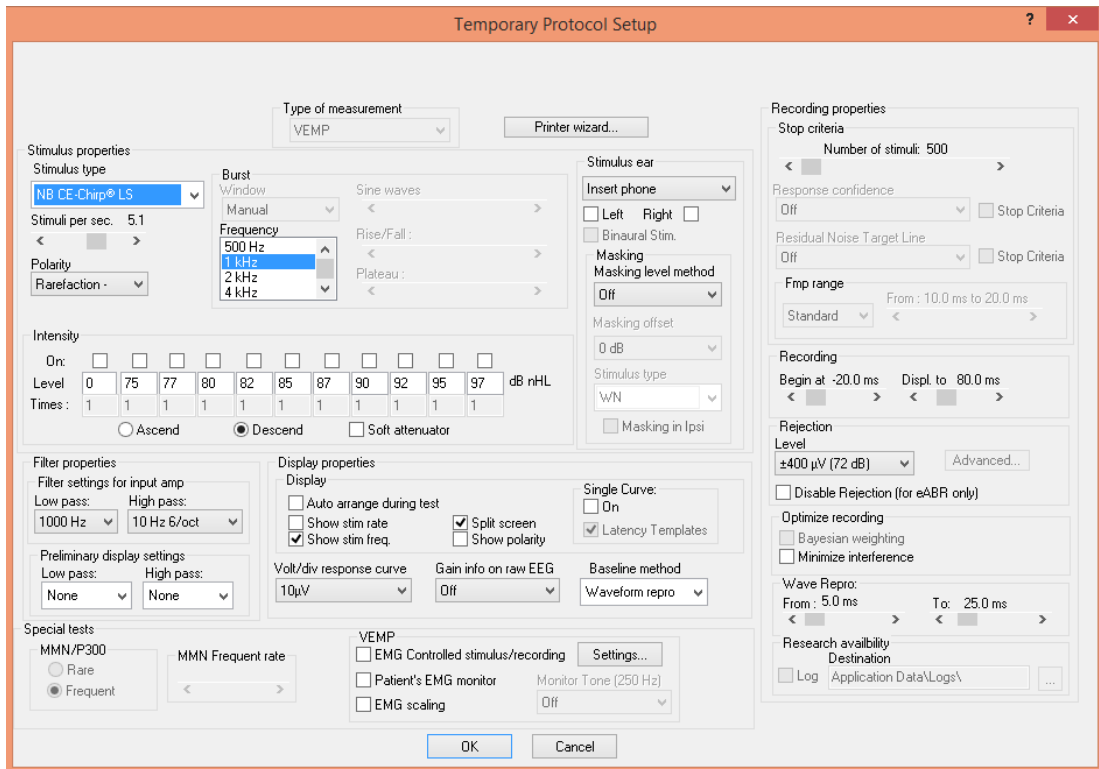 Temporary Protocol Setup
?
Type of measurement
VEMP
Printer wizard...
Stimulus properties
Stimulus type
NB CE-Chirp® LS
Stimuli per sec. 5.1
Polarity
Rarefaction -
Burst
Window
Manual
Frequency
500 Hz
1 kHz
2 kHz
4 kHz
Sine waves
Rise/Fall :
Plateau :
Stimulus ear
Insert phone
Left Right
Binaural Stim.
Masking
Masking level method
Off
Masking offset
0 dB
Stimulus type
WN
Masking in Ipsi
Intensity
On:
Level 0 75 77 80 82 85 87 90 92 95 97 dB nHL
Times : 1 1 1 1 1 1 1 1 1 1 1
Ascend Descend Soft attenuator
Filter properties
Filter settings for input amp
Low pass: High pass:
1000 Hz 10 Hz 6/oct
Preliminary display settings
Low pass: High pass:
None None
Display properties
Display
Auto arrange during test
Show stim rate Split screen
Show stim freq. Show polarity
Single Curve:
On
Latency Templates
Volt/div response curve Gain info on raw EEG Baseline method
10µV Off Waveform repro
Special tests
MMN/P300
Rare
Frequent
MMN Frequent rate
VEMP
EMG Controlled stimulus/recording Settings...
Patient's EMG monitor Monitor Tone (250 Hz)
EMG scaling Off
Recording properties
Stop criteria
Number of stimuli: 500
Response confidence
Off Stop Criteria
Residual Noise Target Line
Off Stop Criteria
Fmp range
From : 10.0 ms to 20.0 ms
Standard
Recording
Begin at -20.0 ms Displ. to 80.0 ms
Rejection
Level
±400 µV (72 dB) Advanced...
Disable Rejection (for eABR only)
Optimize recording
Bayesian weighting
Minimize interference
Wave Repro:
From : 5.0 ms To: 25.0 ms
Research availbility
Destination
Log Application Data\Logs\ ...
OK Cancel